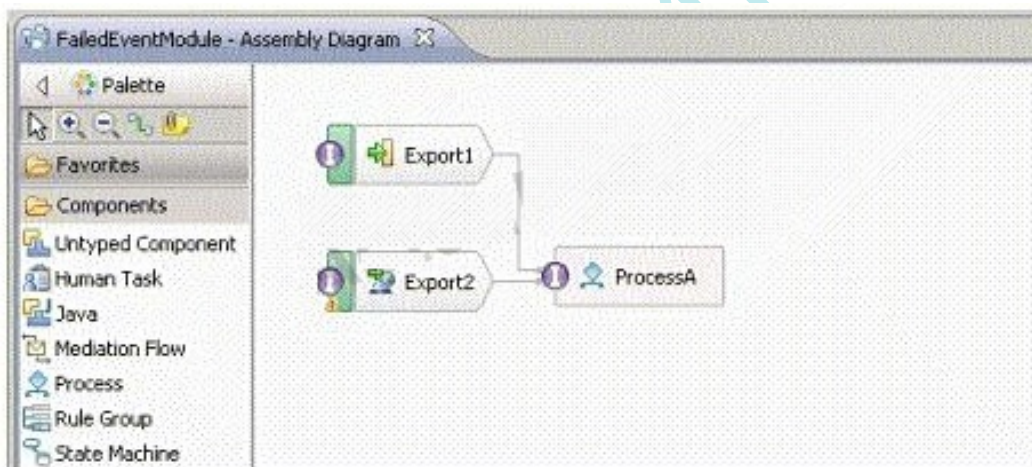 FailedEventModule - Assembly Diagram
Palette
Favorites
Components
Untyped Component
Human Task
Java
Mediation Flow
Process
Rule Group
State Machine
Export1
Export2
ProcessA